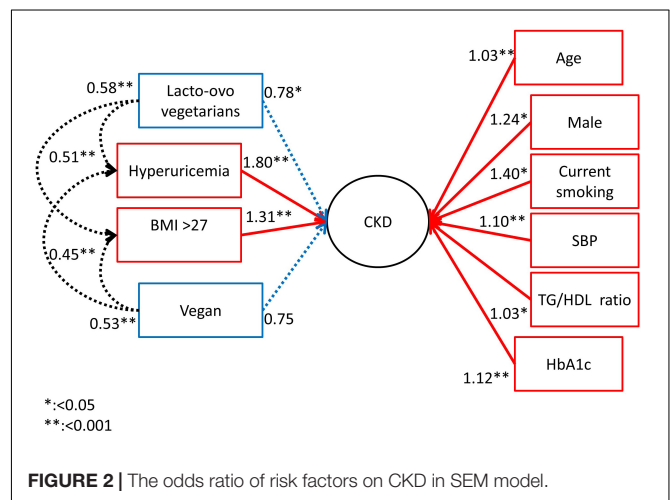 Age
1.03**
0.58**
Lacto-ovo
vegetarians
0.78*
Male
1.24*
0.51**
Hyperuricemia
1.80**
1.40*
Current
smoking
BMI >27
1.31**
CKD
1.10**
SBP
0.45**
Vegan
0.75
0.53**
1.03*
TG/HDL ratio
HbA1c
1.12**
*:<0.05
**:<0.001
FIGURE 2 | The odds ratio of risk factors on CKD in SEM model.